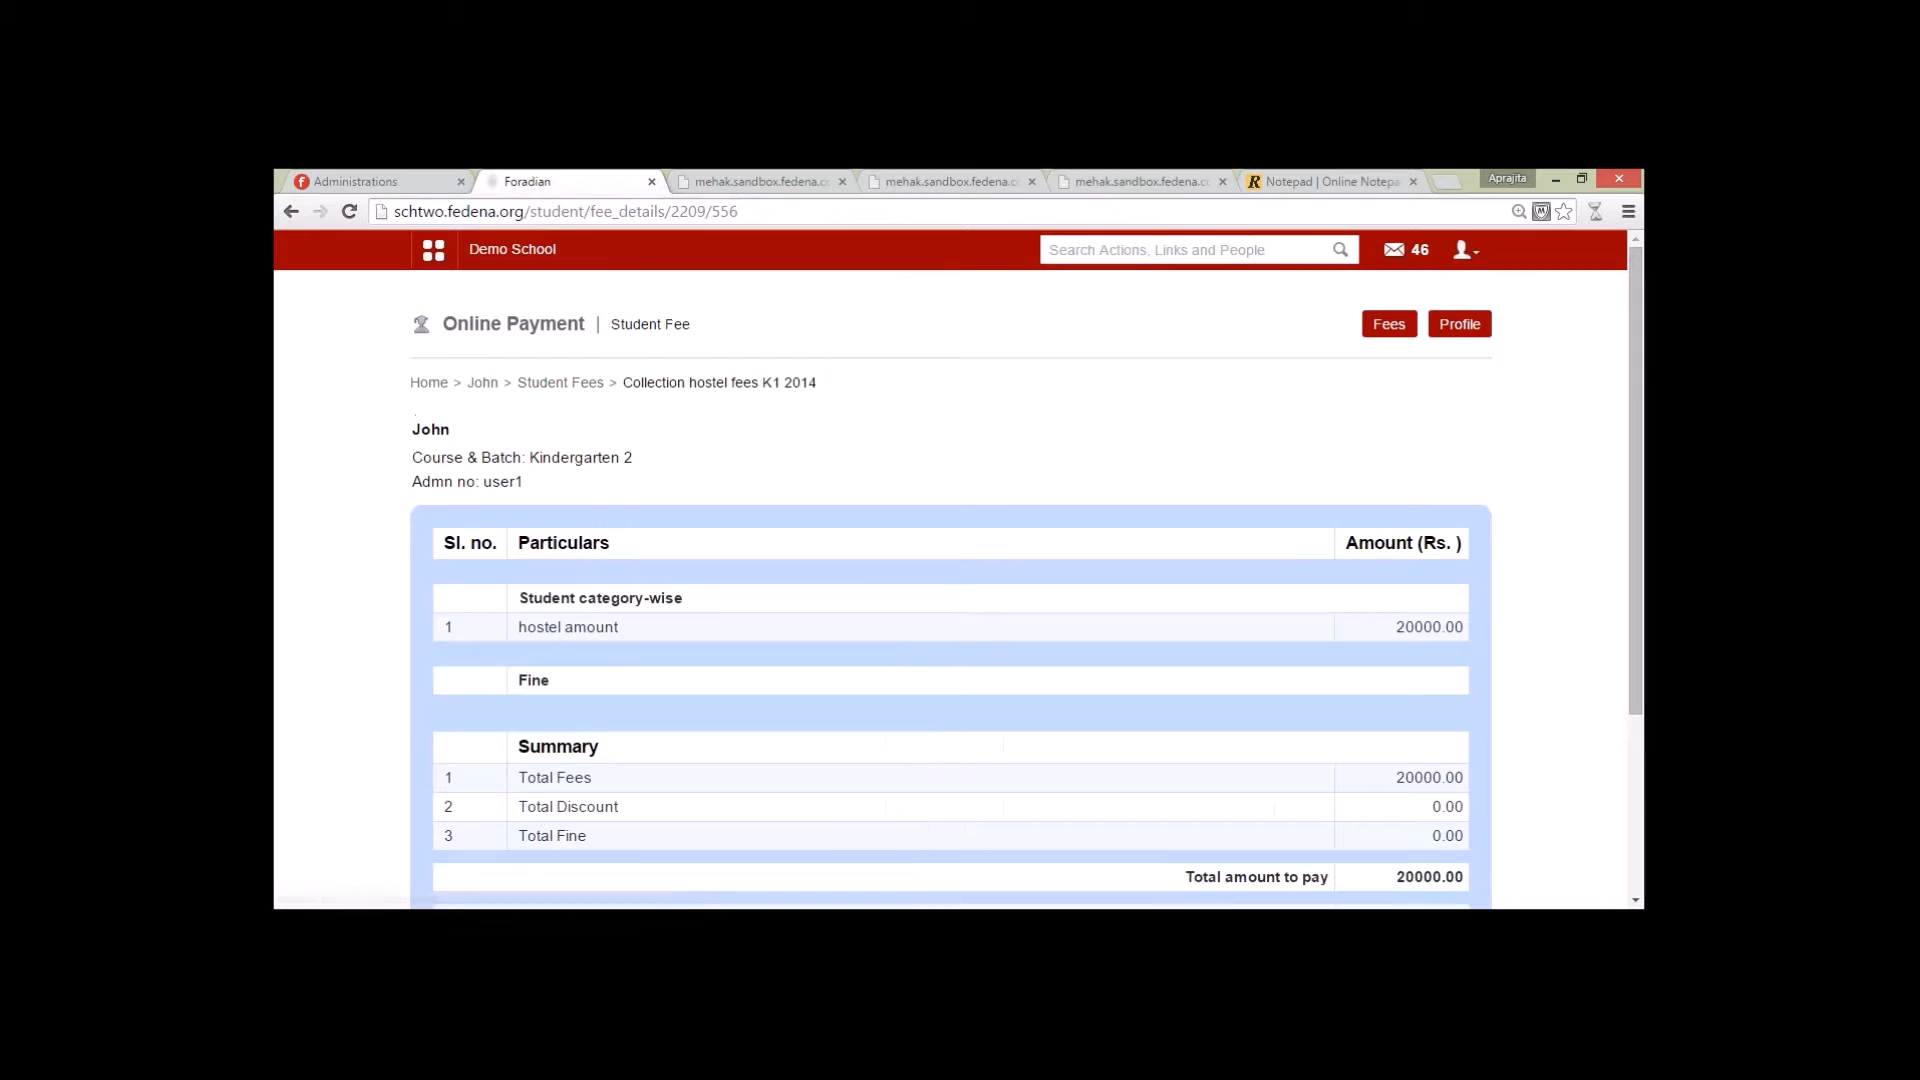 Administrations
Foradian
mehak.sandbox.fedena.co
mehak.sandbox.fedena.c
mehak.sandbox.fedena.c
Notepad | Online Notepa
Aprajita
schtwo.fedena.org/student/fee_details/2209/556
Demo School
Search Actions, Links and People
46
Online Payment | Student Fee
Fees
Profile
Home > John > Student Fees > Collection hostel fees K1 2014
John
Course & Batch: Kindergarten 2
Admn no: user1
Sl. no. Particulars Amount (Rs. )
Student category-wise
1 hostel amount 20000.00
Fine
Summary
1 Total Fees 20000.00
2 Total Discount 0.00
3 Total Fine 0.00
Total amount to pay 20000.00